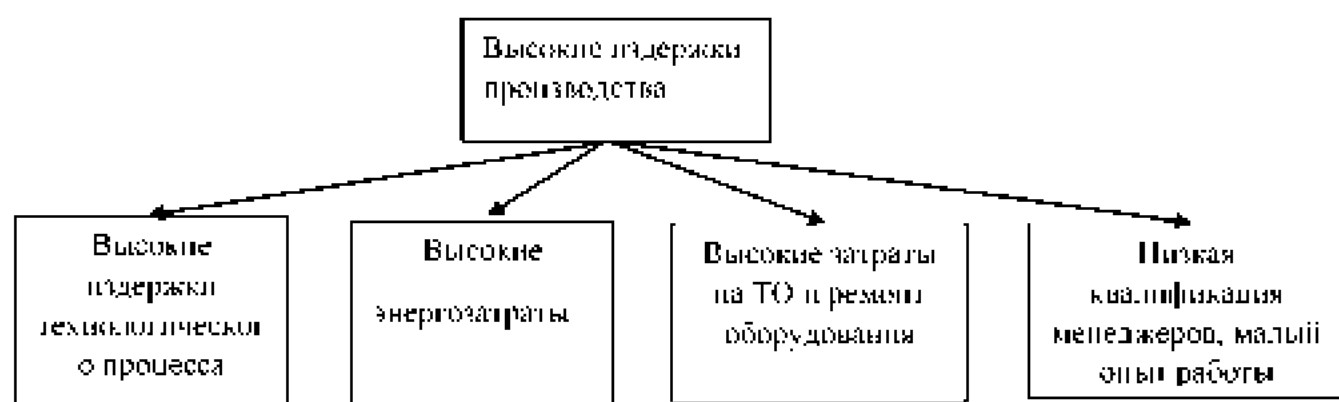 Высокие издержки
производства
Высокие
издержки
технологическог
о процесса
Высокие
энергозатраты
Высокие затраты
на ТО и ремонт
оборудования
Низкая
квалификация
менеджеров, малый
опыт работы